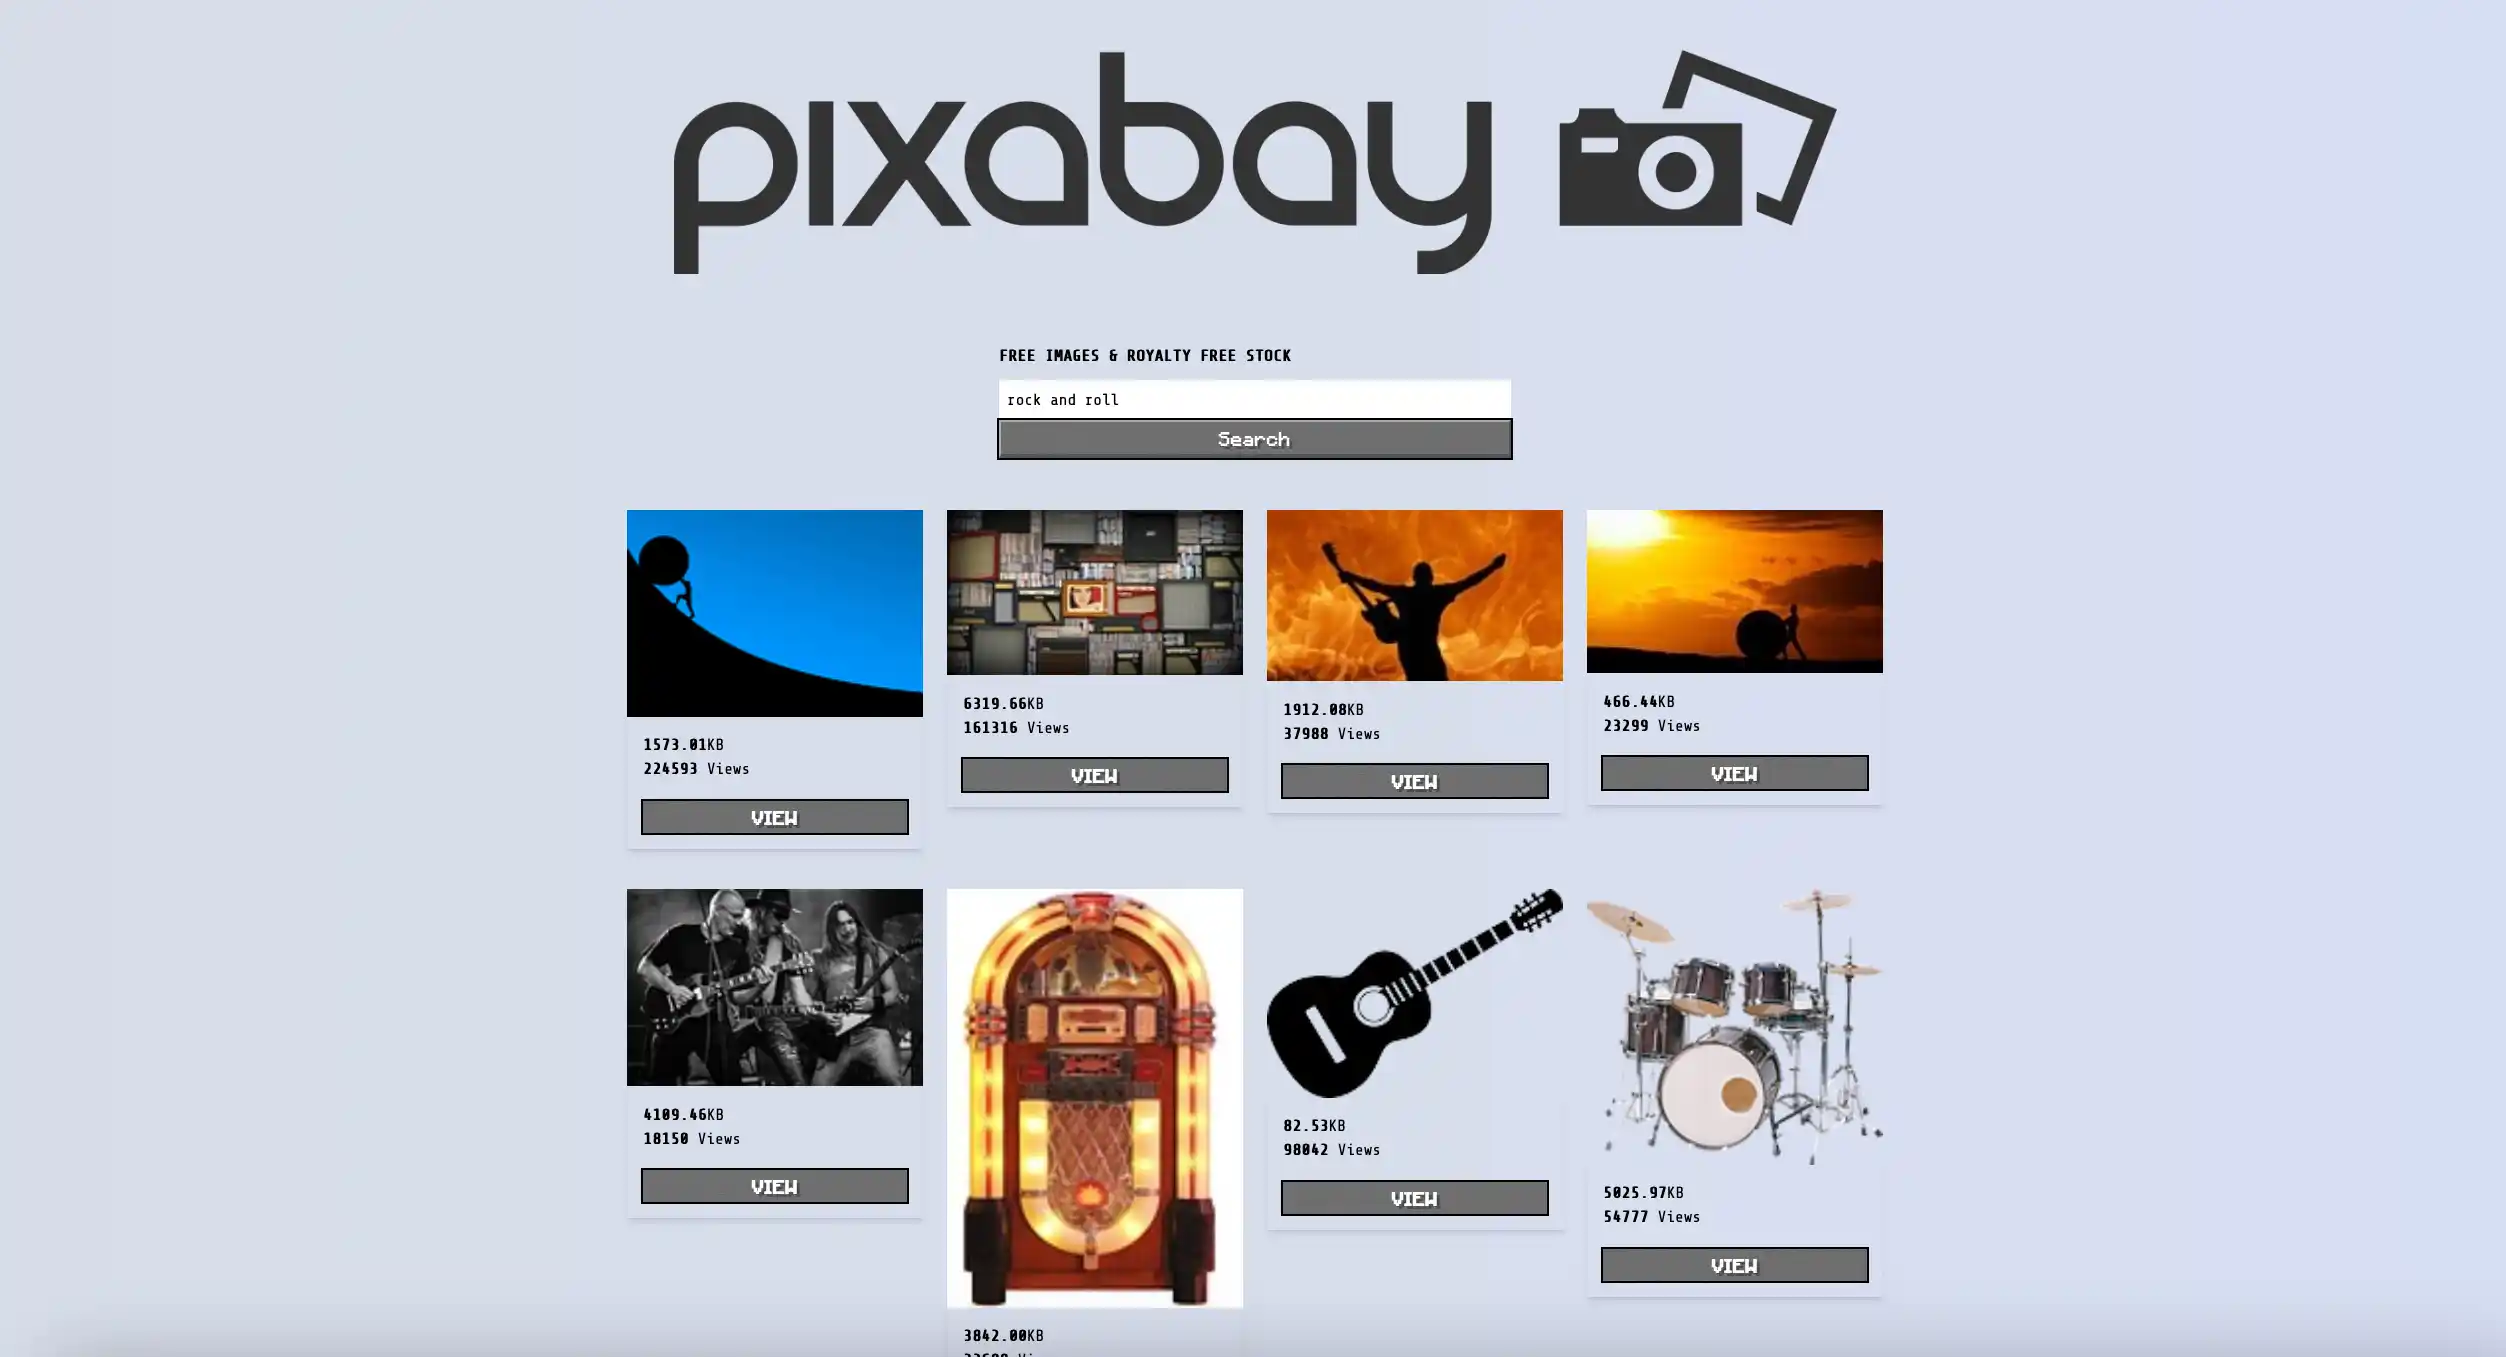 pixabay
FREE IMAGES & ROYALTY FREE STOCK
rock and roll
Search
1573.01KB
224593 Views
VIEW
6319.66KB
161316 Views
VIEW
1912.08KB
37988 Views
VIEW
466.44KB
23299 Views
VIEW
4109.46KB
18150 Views
VIEW
3842.00KB
82.53KB
98042 Views
VIEW
5025.97KB
54777 Views
VIEW